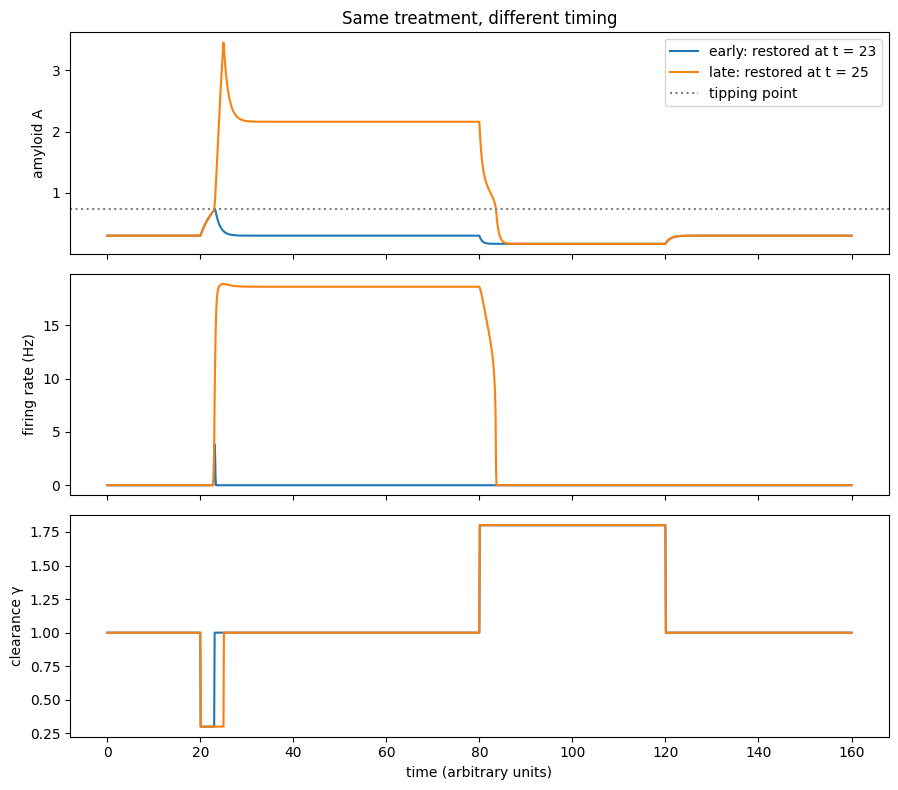 Same treatment, different timing
early: restored at t = 23
late: restored at t = 25
tipping point
amyloid A
3
2
1
firing rate (Hz)
15
10
5
0
clearance γ
1.75
1.50
1.25
1.00
0.75
0.50
0.25
0 20 40 60 80 100 120 140 160
time (arbitrary units)